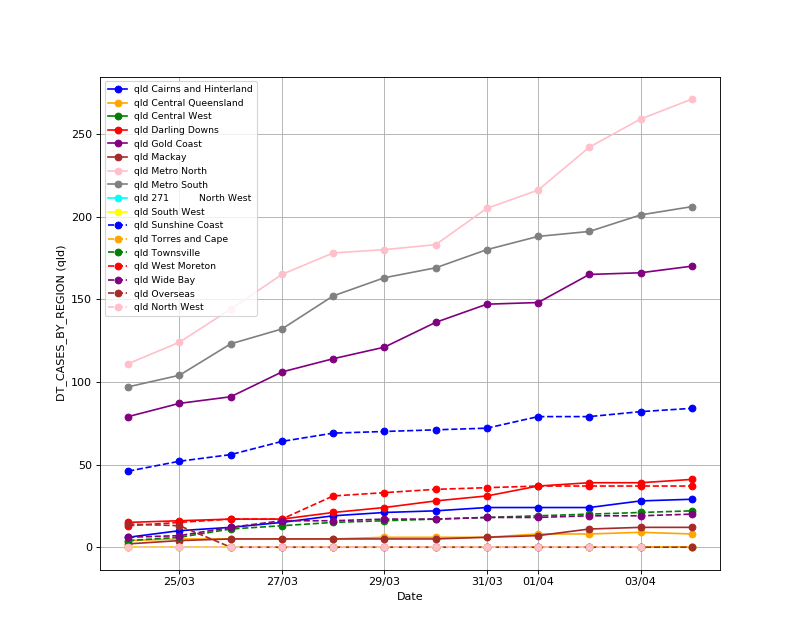 qld Cairns and Hinterland
qld Central Queensland
qld Central West
qld Darling Downs
qld Gold Coast
qld Mackay
qld Metro North
qld Metro South
qld 271 North West
qld South West
qld Sunshine Coast
qld Torres and Cape
qld Townsville
qld West Moreton
qld Wide Bay
qld Overseas
qld North West
250
200
150
100
50
0
DT_CASES_BY_REGION (qld)
25/03 27/03 29/03 31/03 01/04 03/04
Date